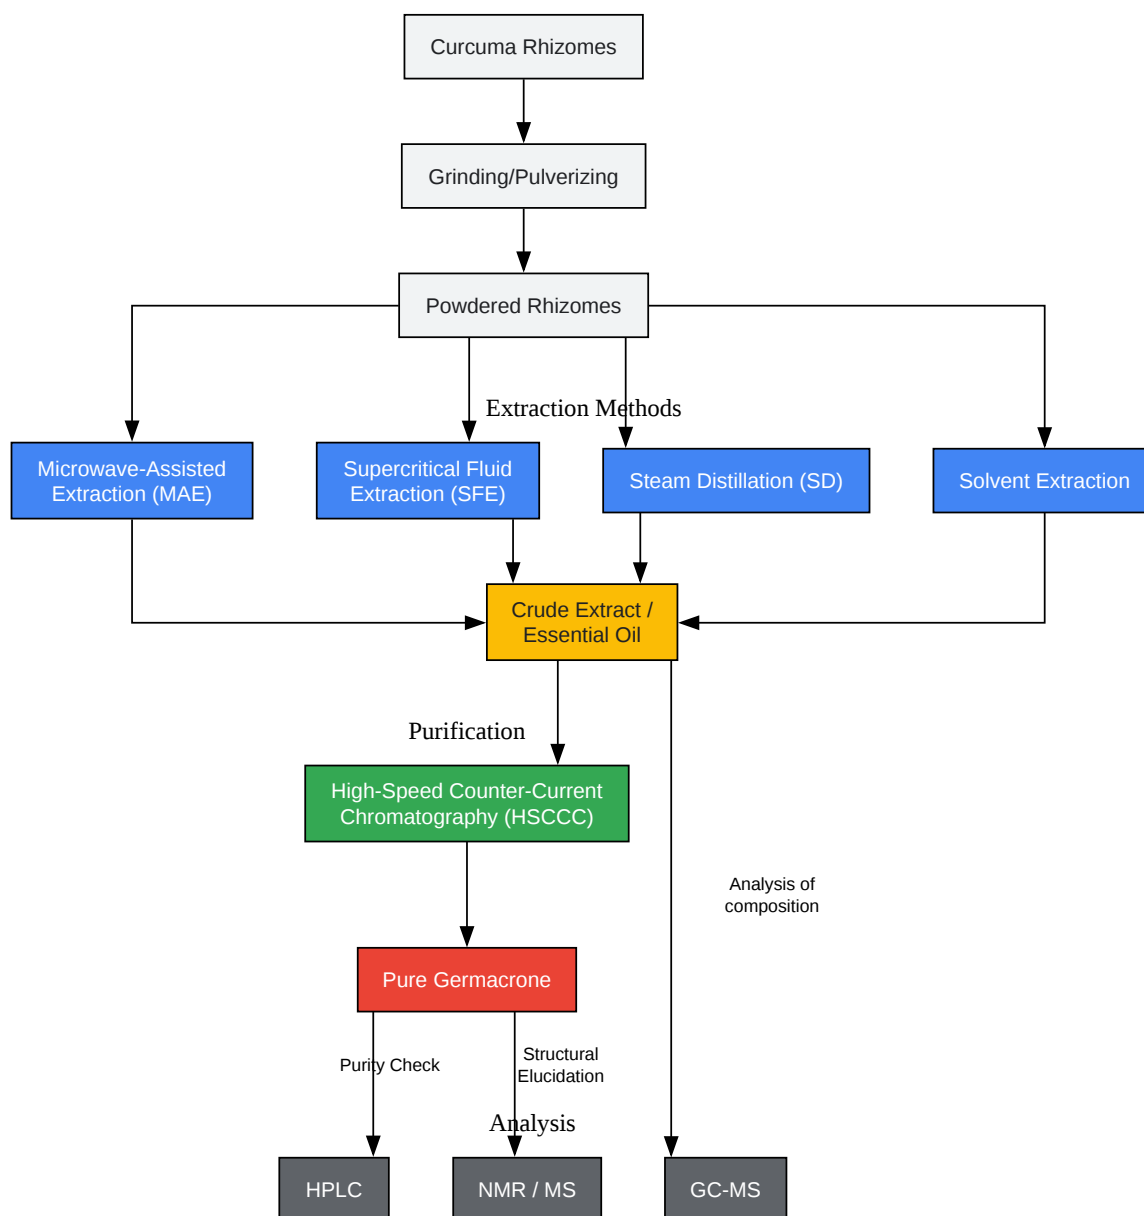 Curcuma Rhizomes
Grinding/Pulverizing
Powdered Rhizomes
Extraction Methods
Microwave-Assisted
Extraction (MAE)
Supercritical Fluid
Extraction (SFE)
Steam Distillation (SD)
Solvent Extraction
Crude Extract /
Essential Oil
Purification
High-Speed Counter-Current
Chromatography (HSCCC)
Analysis of
composition
Pure Germacrone
Purity Check
Structural
Elucidation
Analysis
HPLC
NMR / MS
GC-MS